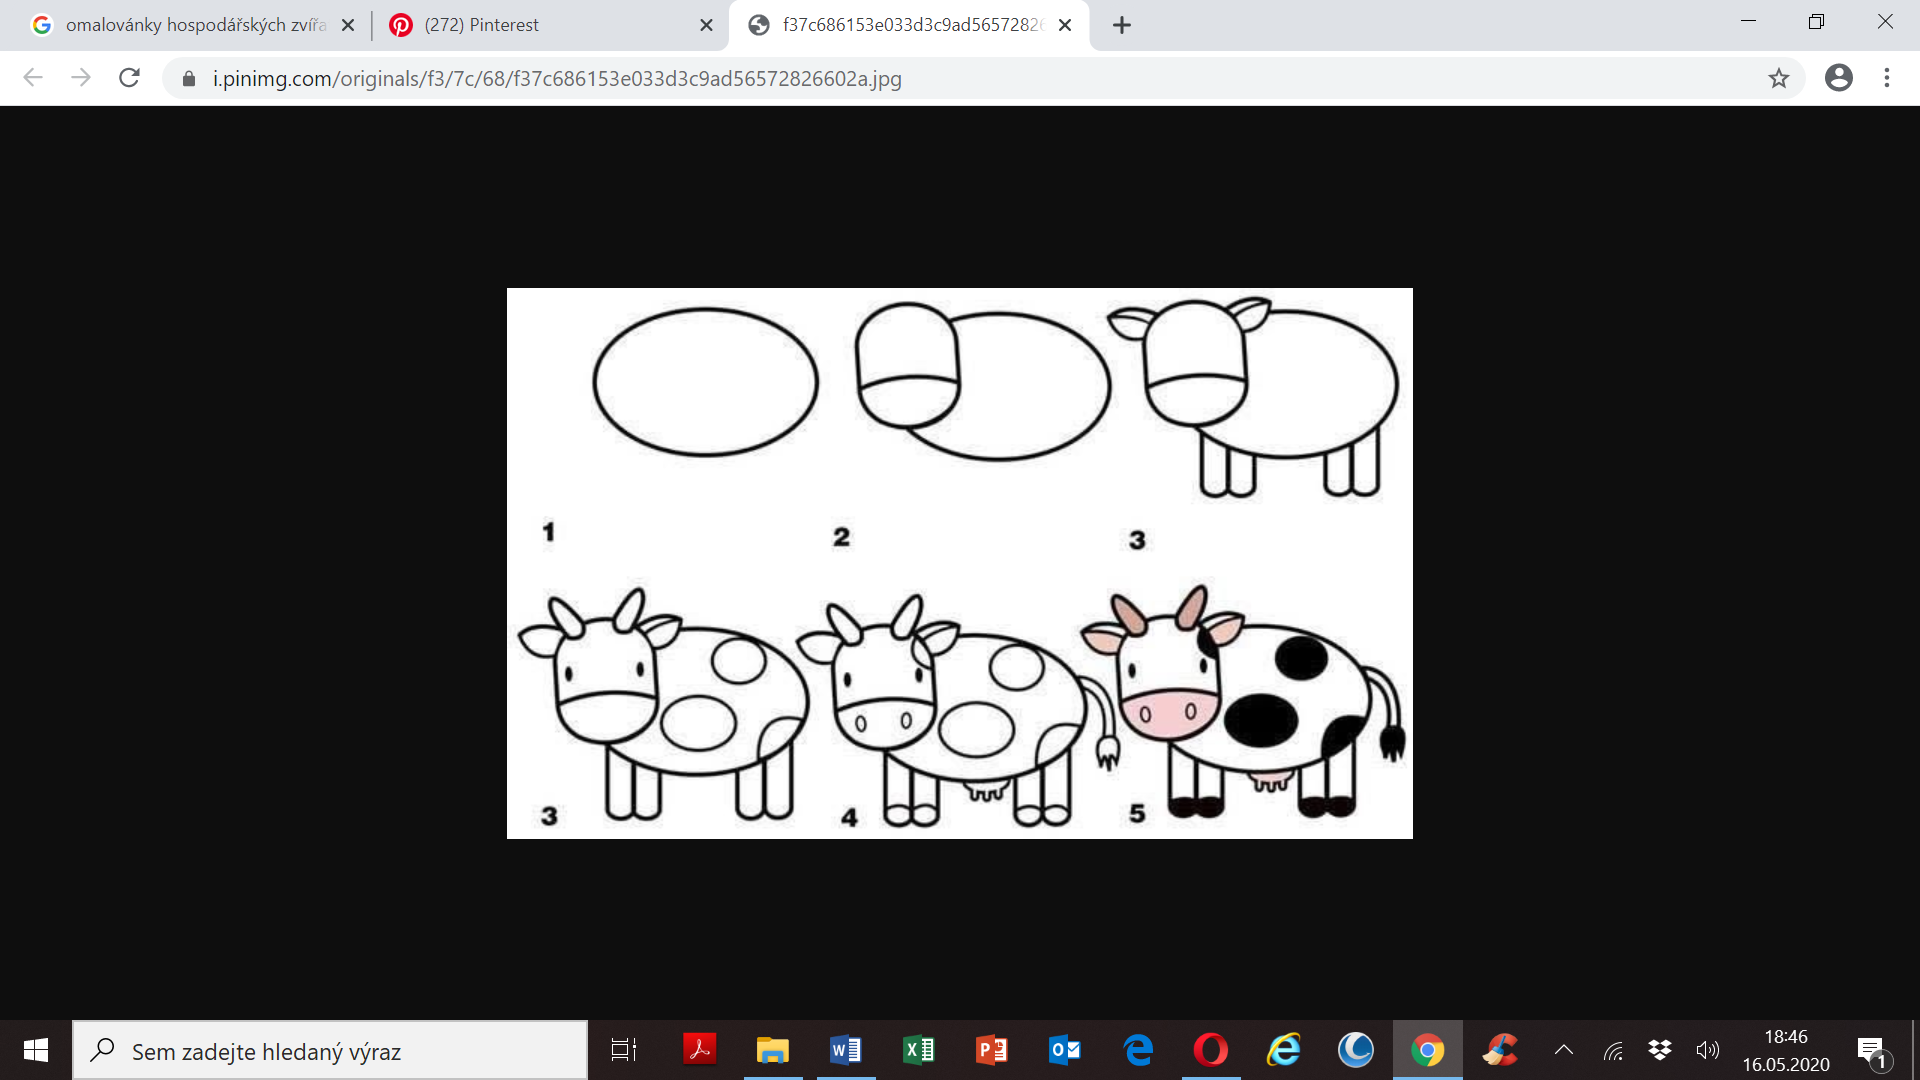 omalovánky hospodářských zvířa
(272) Pinterest
f37c686153e033d3c9ad56572826
i.pinimg.com/originals/f3/7c/68/f37c686153e033d3c9ad56572826602a.jpg
1
2
3
3
4
5
Sem zadejte hledaný výraz
18:46
16.05.2020
1